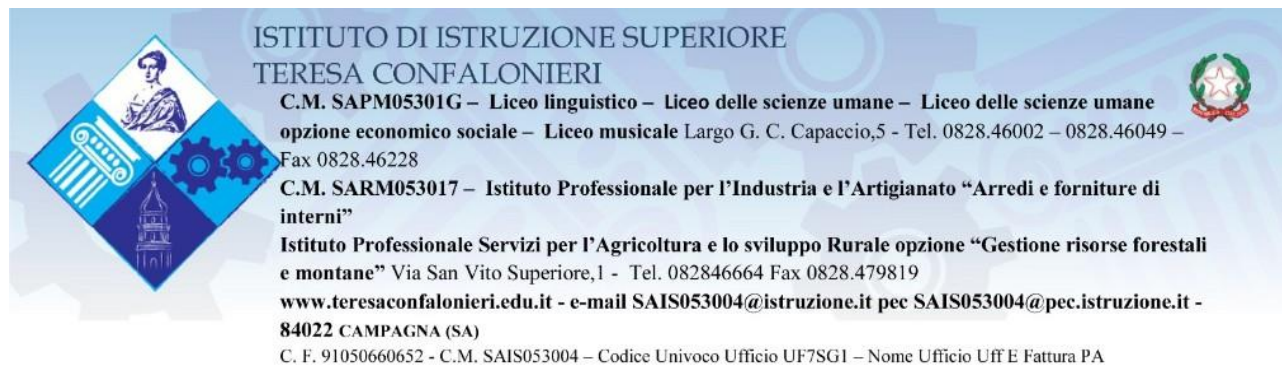 ISTITUTO DI ISTRUZIONE SUPERIORE
TERESA CONFALONIERI
C.M. SAPM05301G – Liceo linguistico – Liceo delle scienze umane – Liceo delle scienze umane
opzione economico sociale – Liceo musicale Largo G. C. Capaccio,5 - Tel. 0828.46002 – 0828.46049 –
Fax 0828.46228
C.M. SARM053017 – Istituto Professionale per l’Industria e l’Artigianato “Arredi e forniture di
interni”
Istituto Professionale Servizi per l’Agricoltura e lo sviluppo Rurale opzione “Gestione risorse forestali
e montane” Via San Vito Superiore,1 - Tel. 082846664 Fax 0828.479819
www.teresaconfalonieri.edu.it - e-mail SAIS053004@istruzione.it pec SAIS053004@pec.istruzione.it -
84022 CAMPAGNA (SA)
C. F. 91050660652 - C.M. SAIS053004 – Codice Univoco Ufficio UF7SG1 – Nome Ufficio Uff E Fattura PA